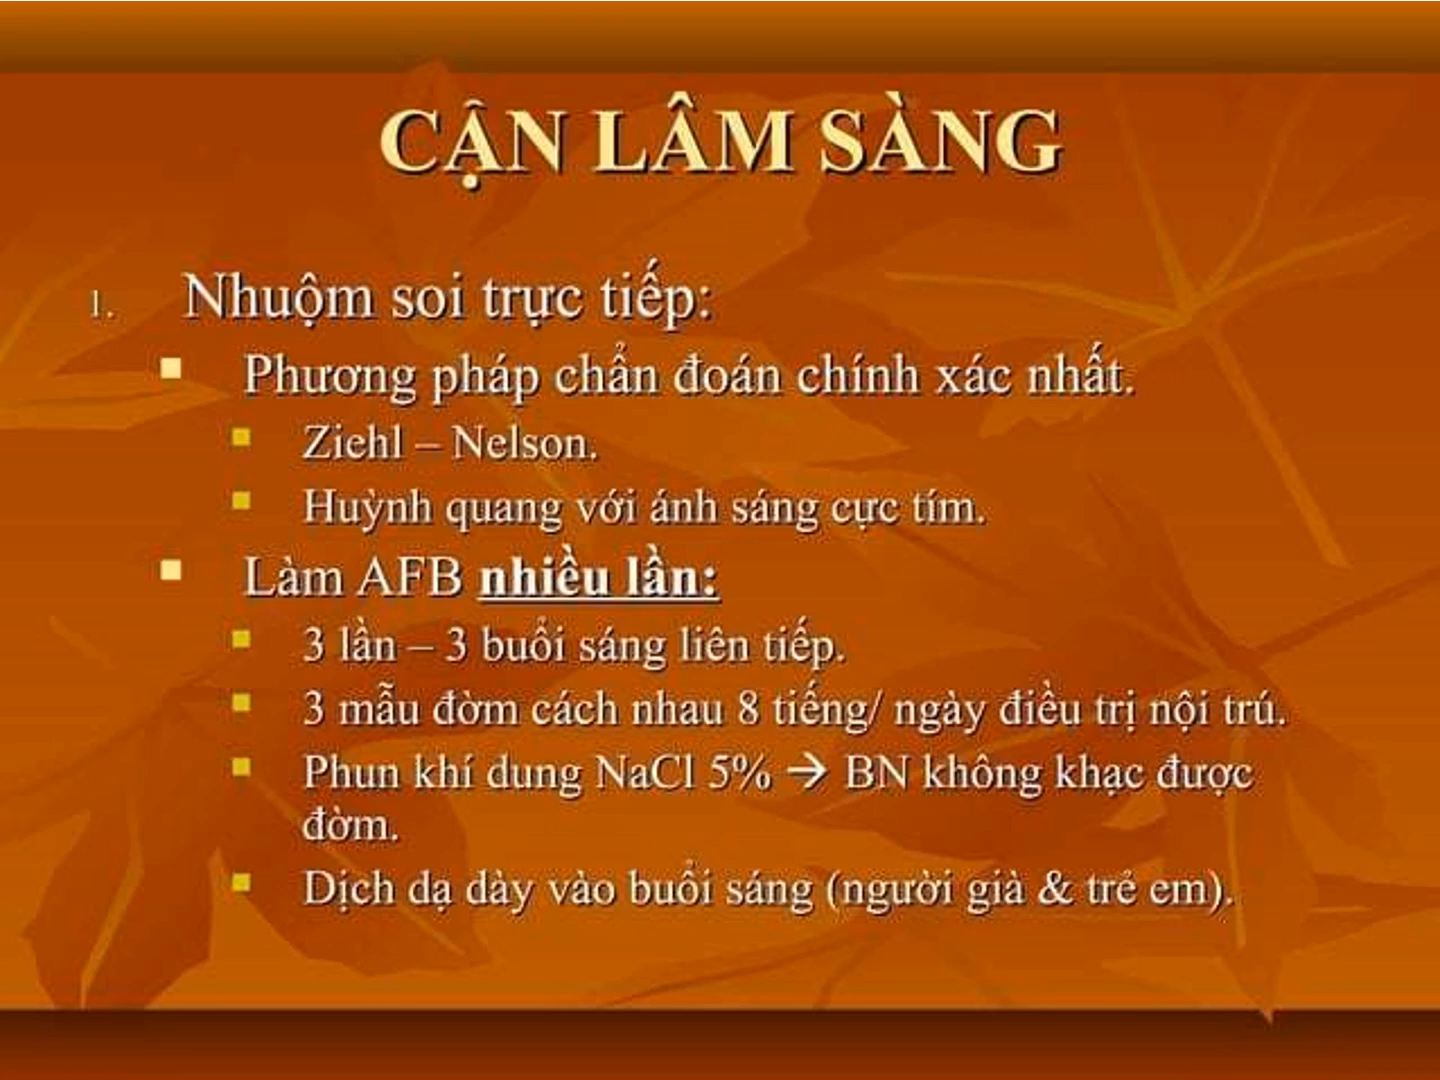 CẬN LÂM SÀNG
1. Nhuộm soi trực tiếp:
Phương pháp chẩn đoán chính xác nhất.
Ziehl – Nelson.
Huỳnh quang với ánh sáng cực tím.
Làm AFB nhiều lần:
3 lần – 3 buổi sáng liên tiếp.
3 mẫu đờm cách nhau 8 tiếng/ ngày điều trị nội trú.
Phun khí dung NaCl 5% → BN không khạc được
đờm.
Dịch dạ dày vào buổi sáng (người già & trẻ em).